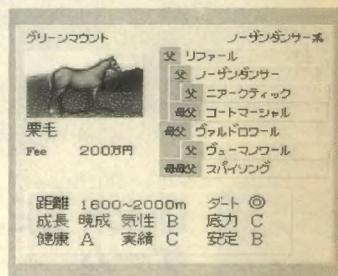 グリーンマウント ノーザンダンサー系
父 リファール
父 ノーザンダンサー
父 ニアークティック
母父 コートマーシャル
栗毛
母父 ヴァルドロワール
Fee 200万円
父 ヴューマノワール
母母父 スパイソング
距離 1600~2000m ダート ◎
成長 晩成 気性 B 底力 C
健康 A 実績 C 安定 B